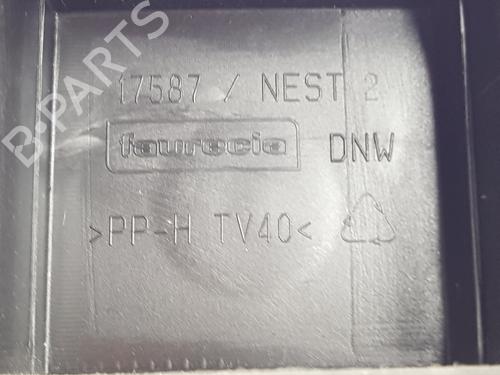 B-PARTS
17587 / NEST 2
faurecia DNW
>PP-H TV40<